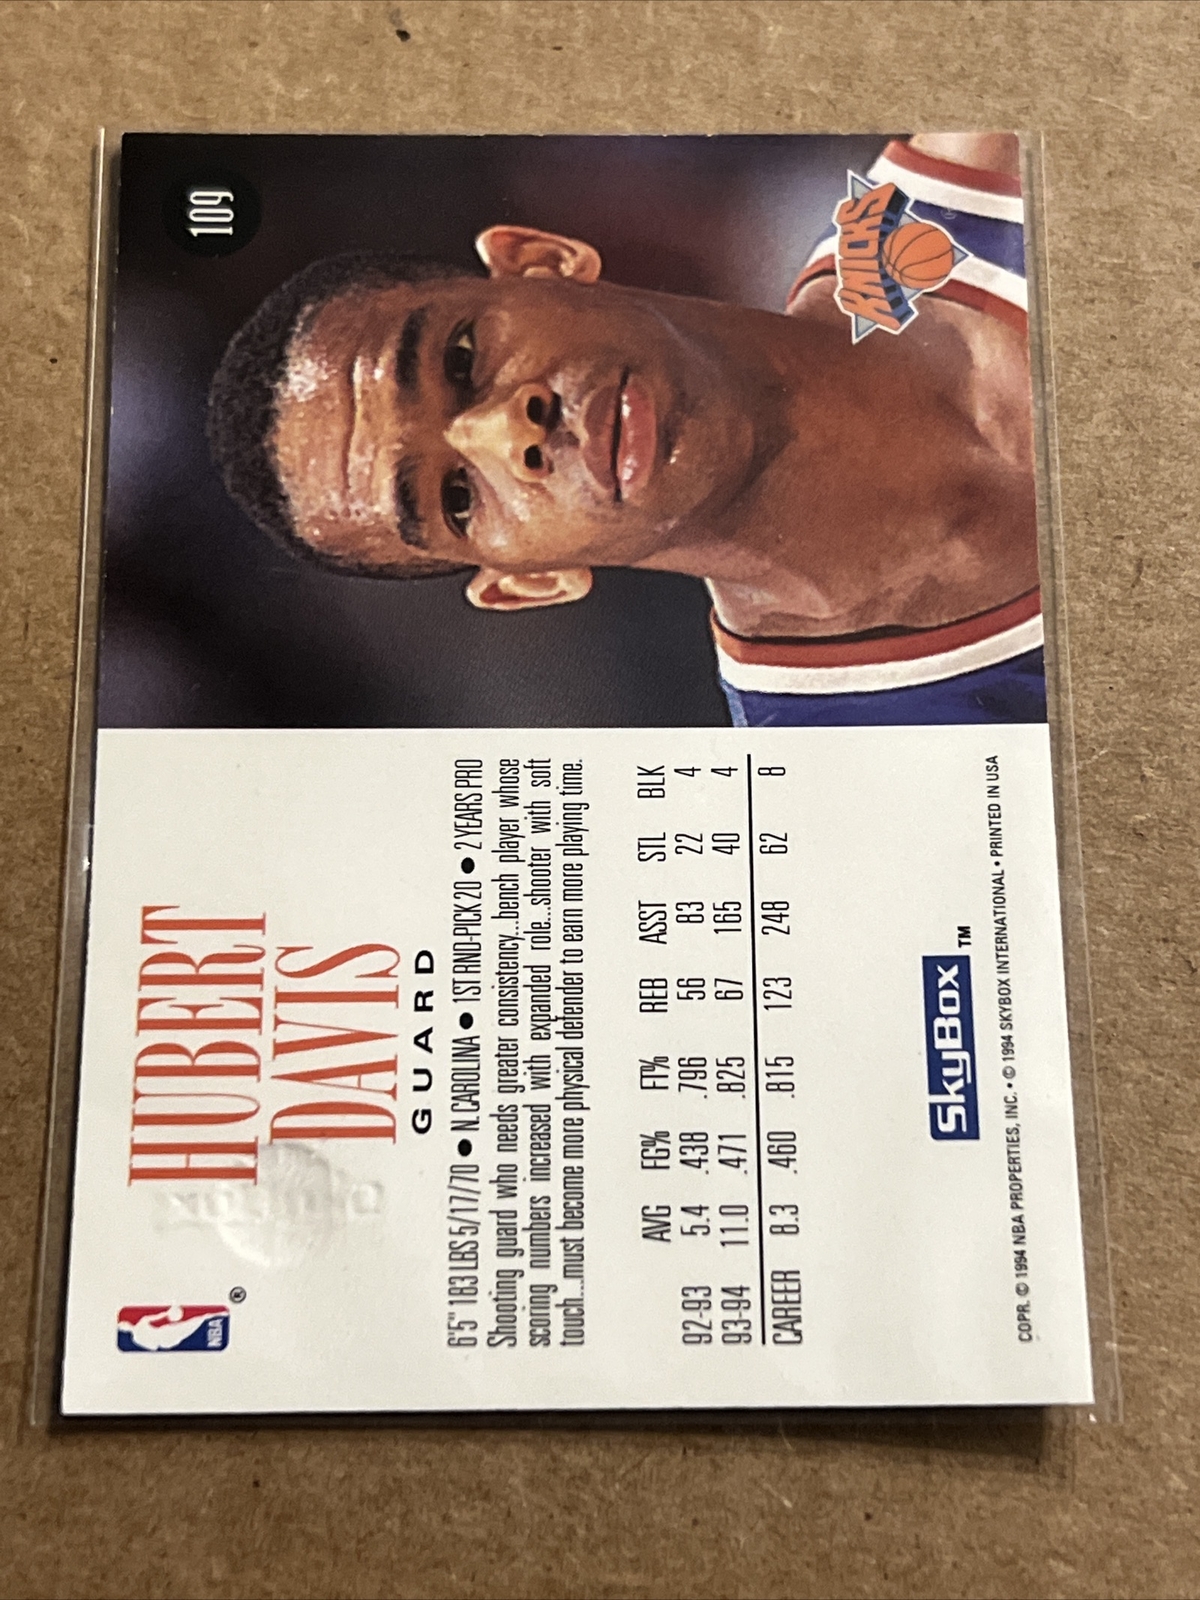 109
KNICKS
HUBERT
DAVIS
GUARD
6'5" 183 LBS 5/17/70 ● N. CAROLINA ● 1ST RND-PICK 20 ● 2 YEARS PRO
Shooting guard who needs greater consistency...bench player whose
scoring numbers increased with expanded role...shooter with soft
touch...must become more physical defender to earn more playing time.
AVG FG% FT% REB ASST STL BLK
92-93 5.4 .438 .796 56 83 22 4
93-94 11.0 .471 .825 67 165 40 4
CAREER 8.3 .460 .815 123 248 62 8
NBA ®
SkyBox ™
COPR. © 1994 NBA PROPERTIES, INC. • © 1994 SKYBOX INTERNATIONAL • PRINTED IN USA